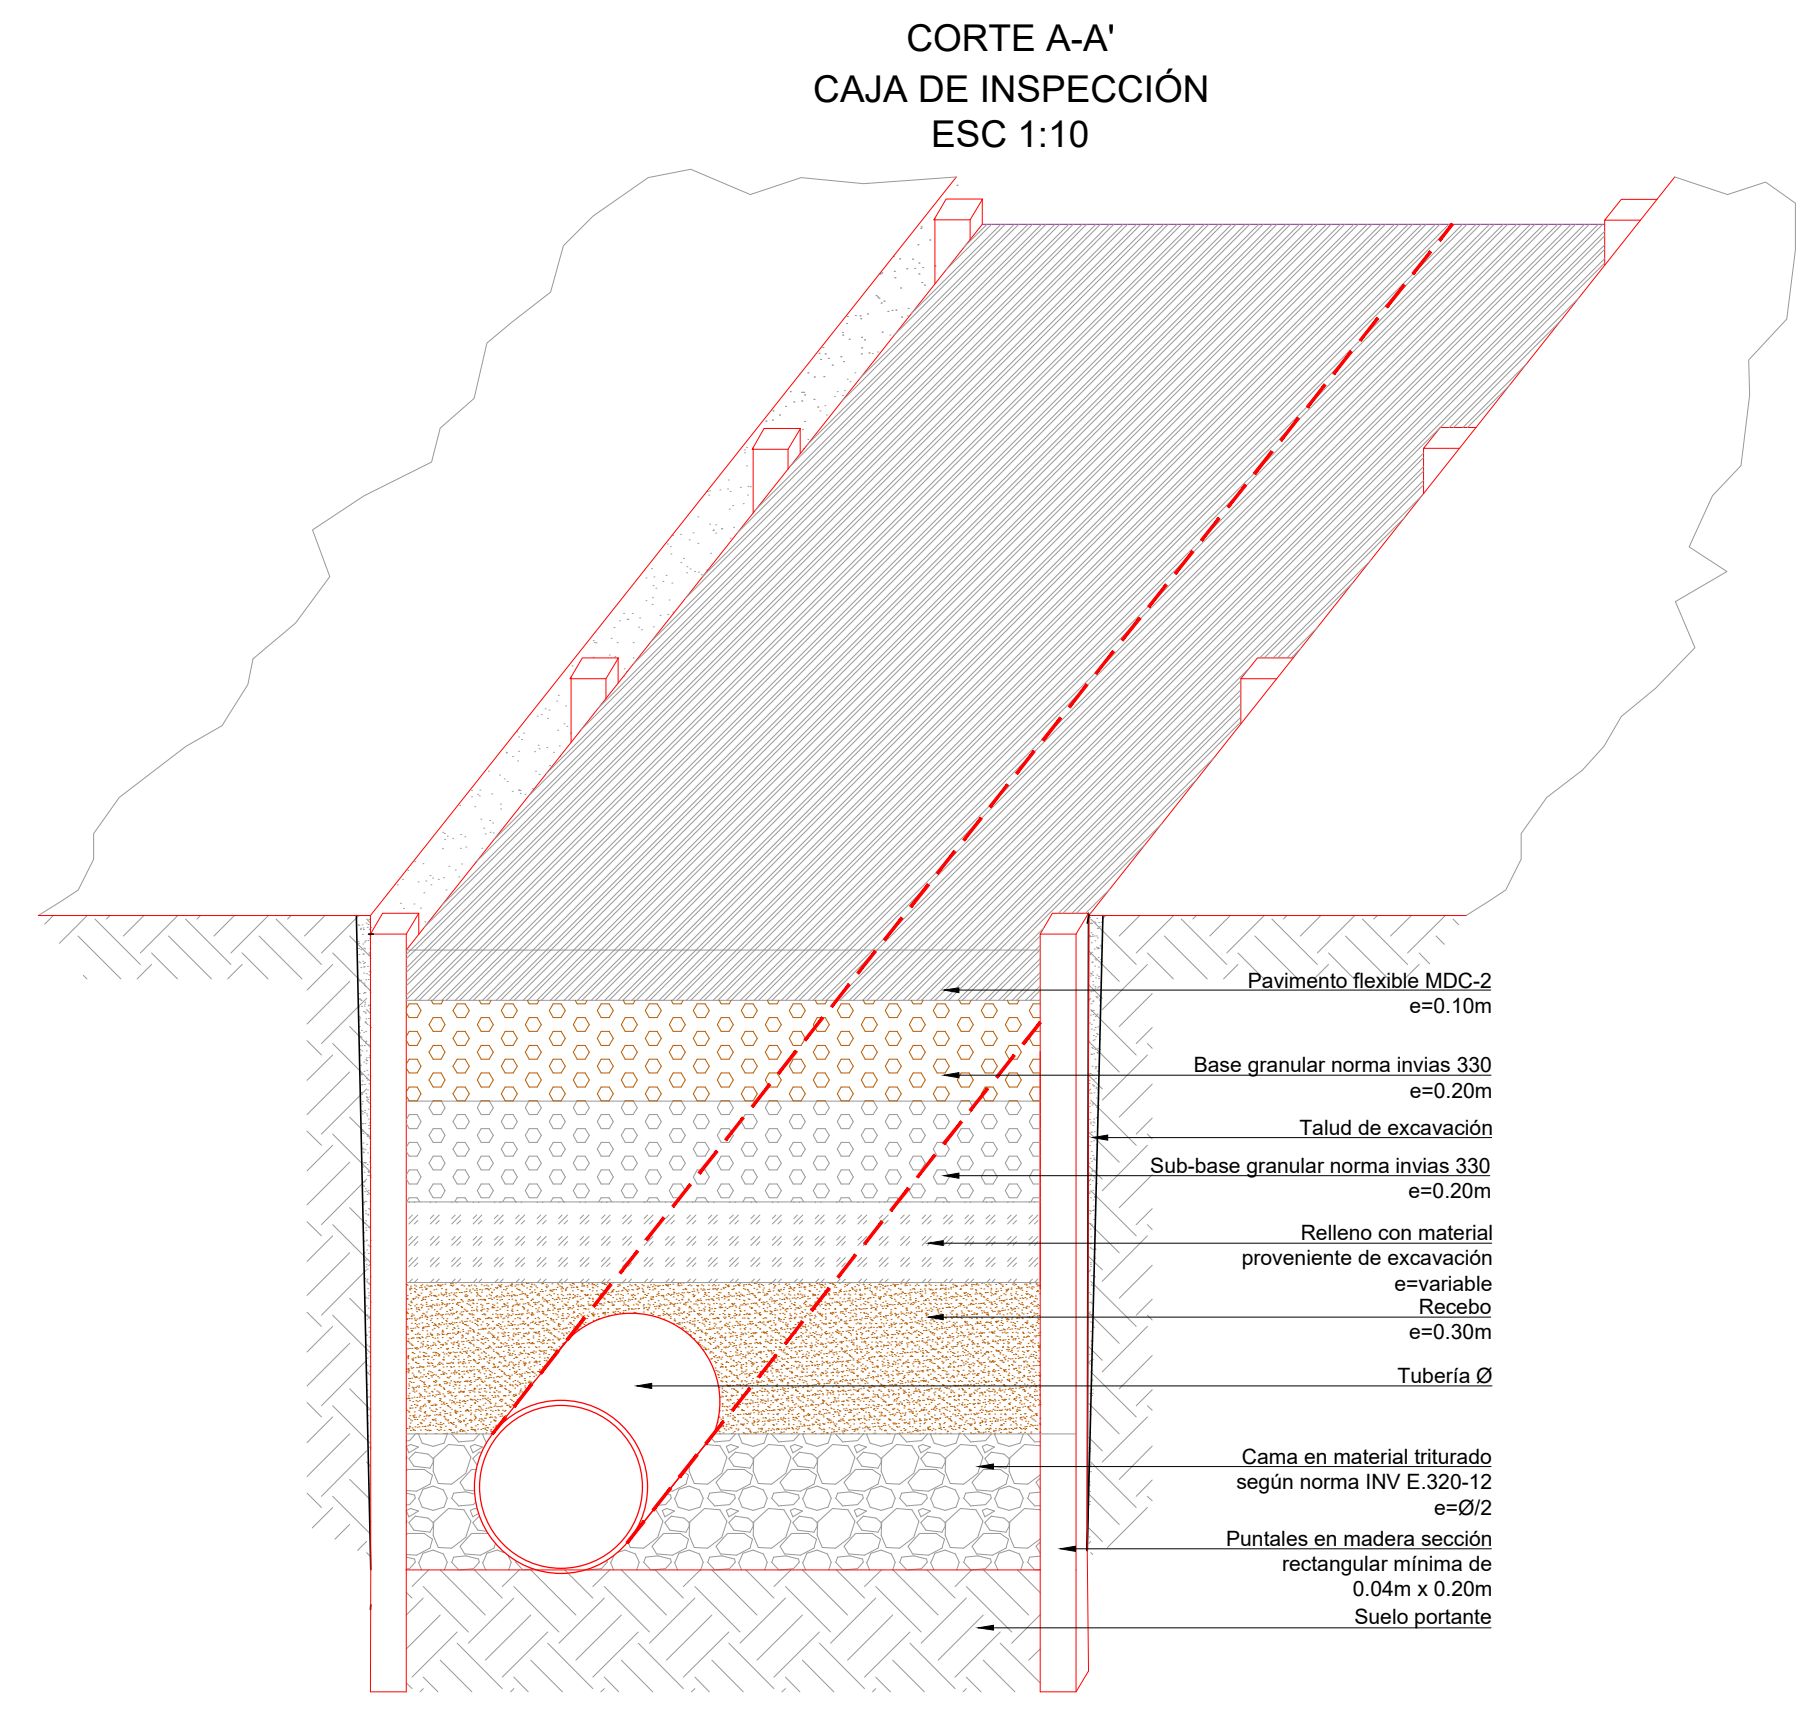 CORTE A-A'
CAJA DE INSPECCIÓN
ESC 1:10
Pavimento flexible MDC-2
e=0.10m
Base granular norma invias 330
e=0.20m
Talud de excavación
Sub-base granular norma invias 330
e=0.20m
Relleno con material
proveniente de excavación
e=variable
Recebo
e=0.30m
Tubería Ø
Cama en material triturado
según norma INV E.320-12
e=Ø/2
Puntales en madera sección
rectangular mínima de
0.04m x 0.20m
Suelo portante